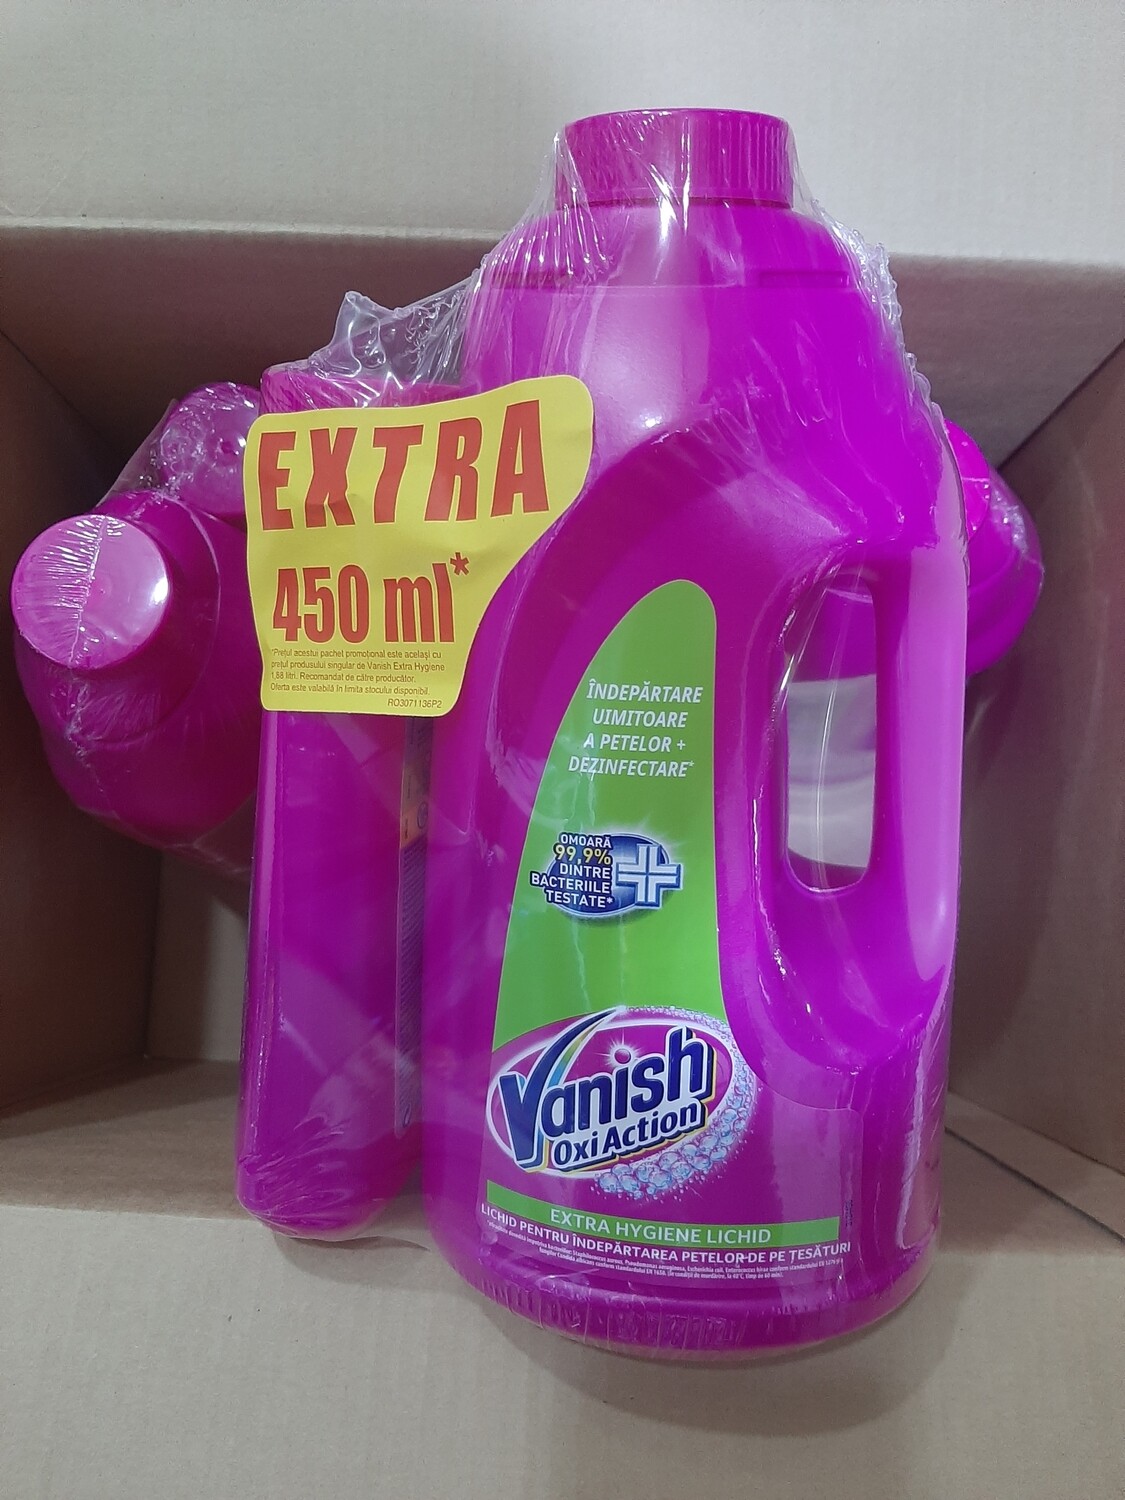 EXTRA
450 ml*
*Prețul acestui pachet promoțional este același cu
prețul produsului singular de Vanish Extra Hygiene
1,88 litri. Recomandat de către producător.
Oferta este valabilă în limita stocului disponibil.
RO3071136P2
ÎNDEPĂRTARE
UIMITOARE
A PETELOR +
DEZINFECTARE*
OMOARĂ
99,9%
DINTRE
BACTERIILE
TESTATE*
Vanish
Oxi Action
EXTRA HYGIENE LICHID
LICHID PENTRU ÎNDEPĂRTAREA PETELOR DE PE ȚESĂTURI